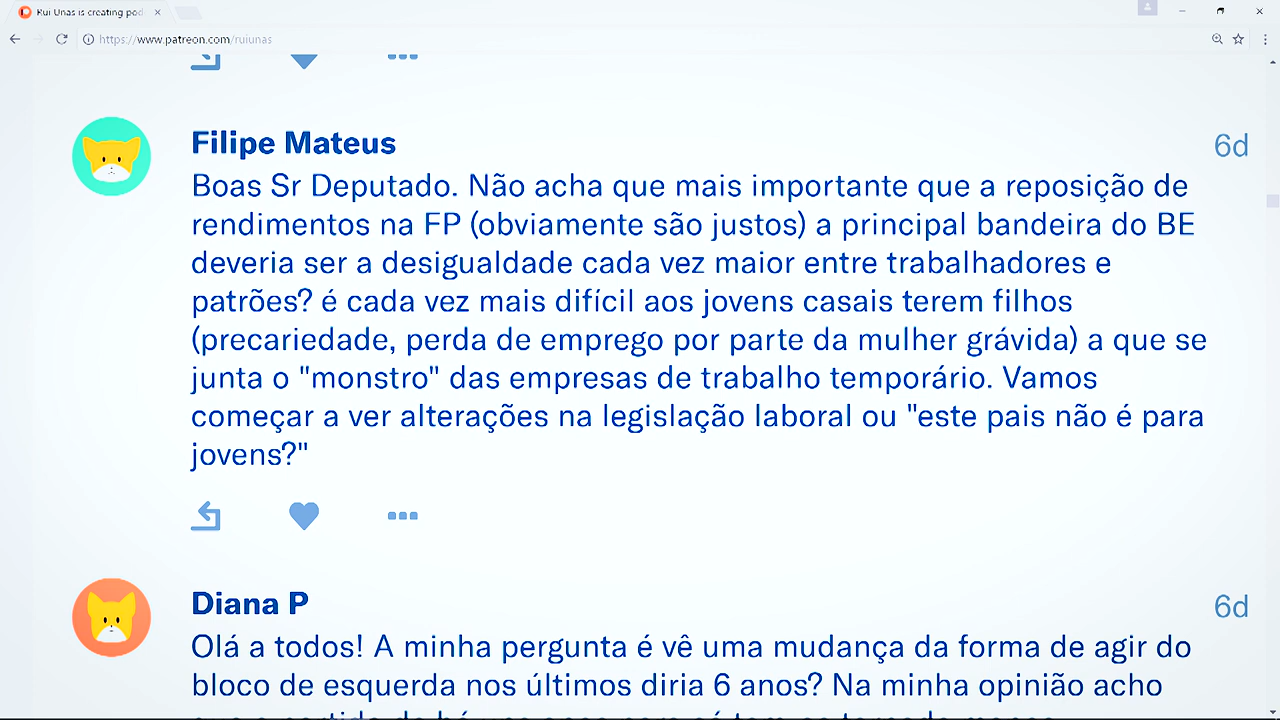 Rui Unas is creating pod
https://www.patreon.com/ruiunas
Filipe Mateus
6d
Boas Sr Deputado. Não acha que mais importante que a reposição de
rendimentos na FP (obviamente são justos) a principal bandeira do BE
deveria ser a desigualdade cada vez maior entre trabalhadores e
patrões? é cada vez mais difícil aos jovens casais terem filhos
(precariedade, perda de emprego por parte da mulher grávida) a que se
junta o "monstro" das empresas de trabalho temporário. Vamos
começar a ver alterações na legislação laboral ou "este pais não é para
jovens?"
Diana P
6d
Olá a todos! A minha pergunta é vê uma mudança da forma de agir do
bloco de esquerda nos últimos diria 6 anos? Na minha opinião acho